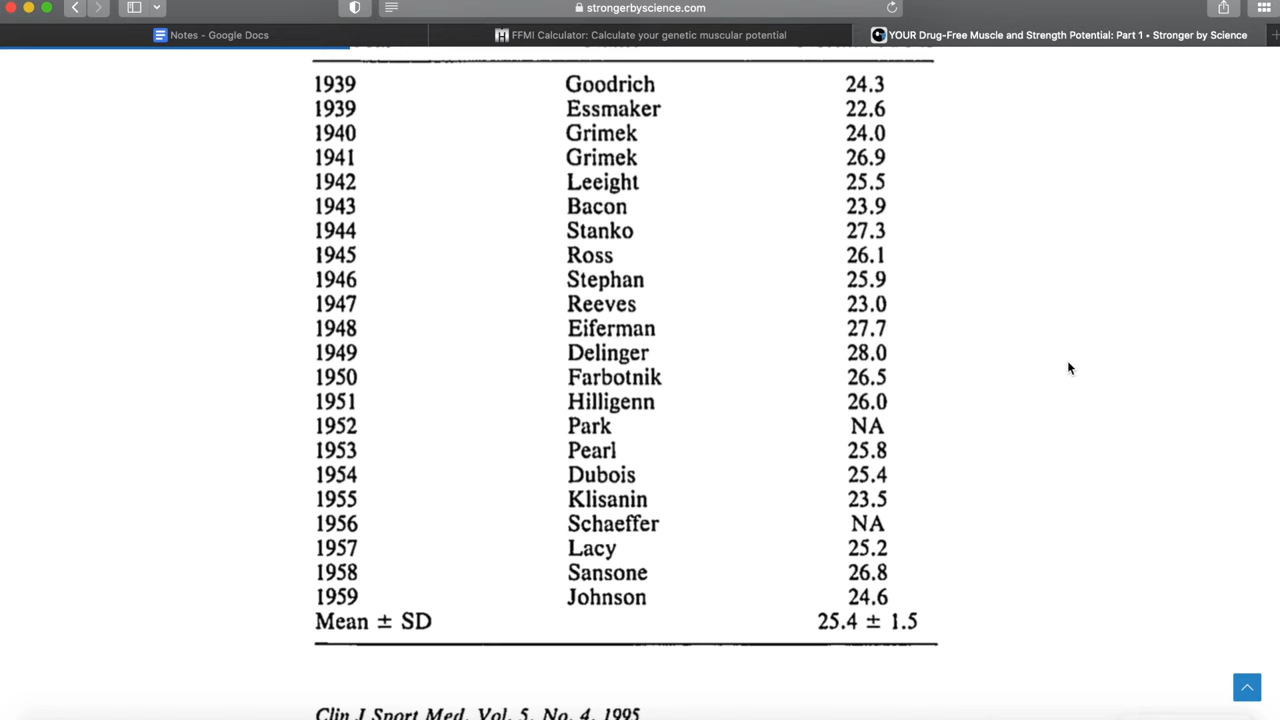 strongerbyscience.com
Notes - Google Docs
FFMI Calculator: Calculate your genetic muscular potential
YOUR Drug-Free Muscle and Strength Potential: Part 1 • Stronger by Science
1939 Goodrich 24.3
1939 Essmaker 22.6
1940 Grimek 24.0
1941 Grimek 26.9
1942 Leeight 25.5
1943 Bacon 23.9
1944 Stanko 27.3
1945 Ross 26.1
1946 Stephan 25.9
1947 Reeves 23.0
1948 Eiferman 27.7
1949 Delinger 28.0
1950 Farbotnik 26.5
1951 Hilligenn 26.0
1952 Park NA
1953 Pearl 25.8
1954 Dubois 25.4
1955 Klisanin 23.5
1956 Schaeffer NA
1957 Lacy 25.2
1958 Sansone 26.8
1959 Johnson 24.6
Mean ± SD 25.4 ± 1.5
Clin J Sport Med, Vol. 5, No. 4, 1995